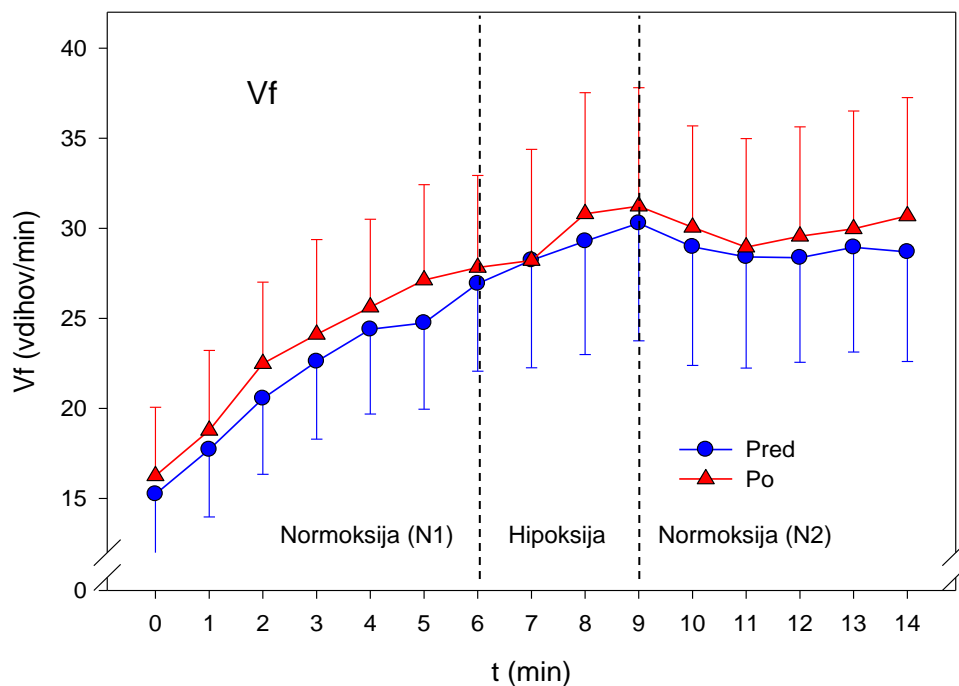 40
Vf
35
30
25
20
15
0
Vf (vdihov/min)
Pred
Po
Normoksija (N1) Hipoksija Normoksija (N2)
0 1 2 3 4 5 6 7 8 9 10 11 12 13 14
t (min)